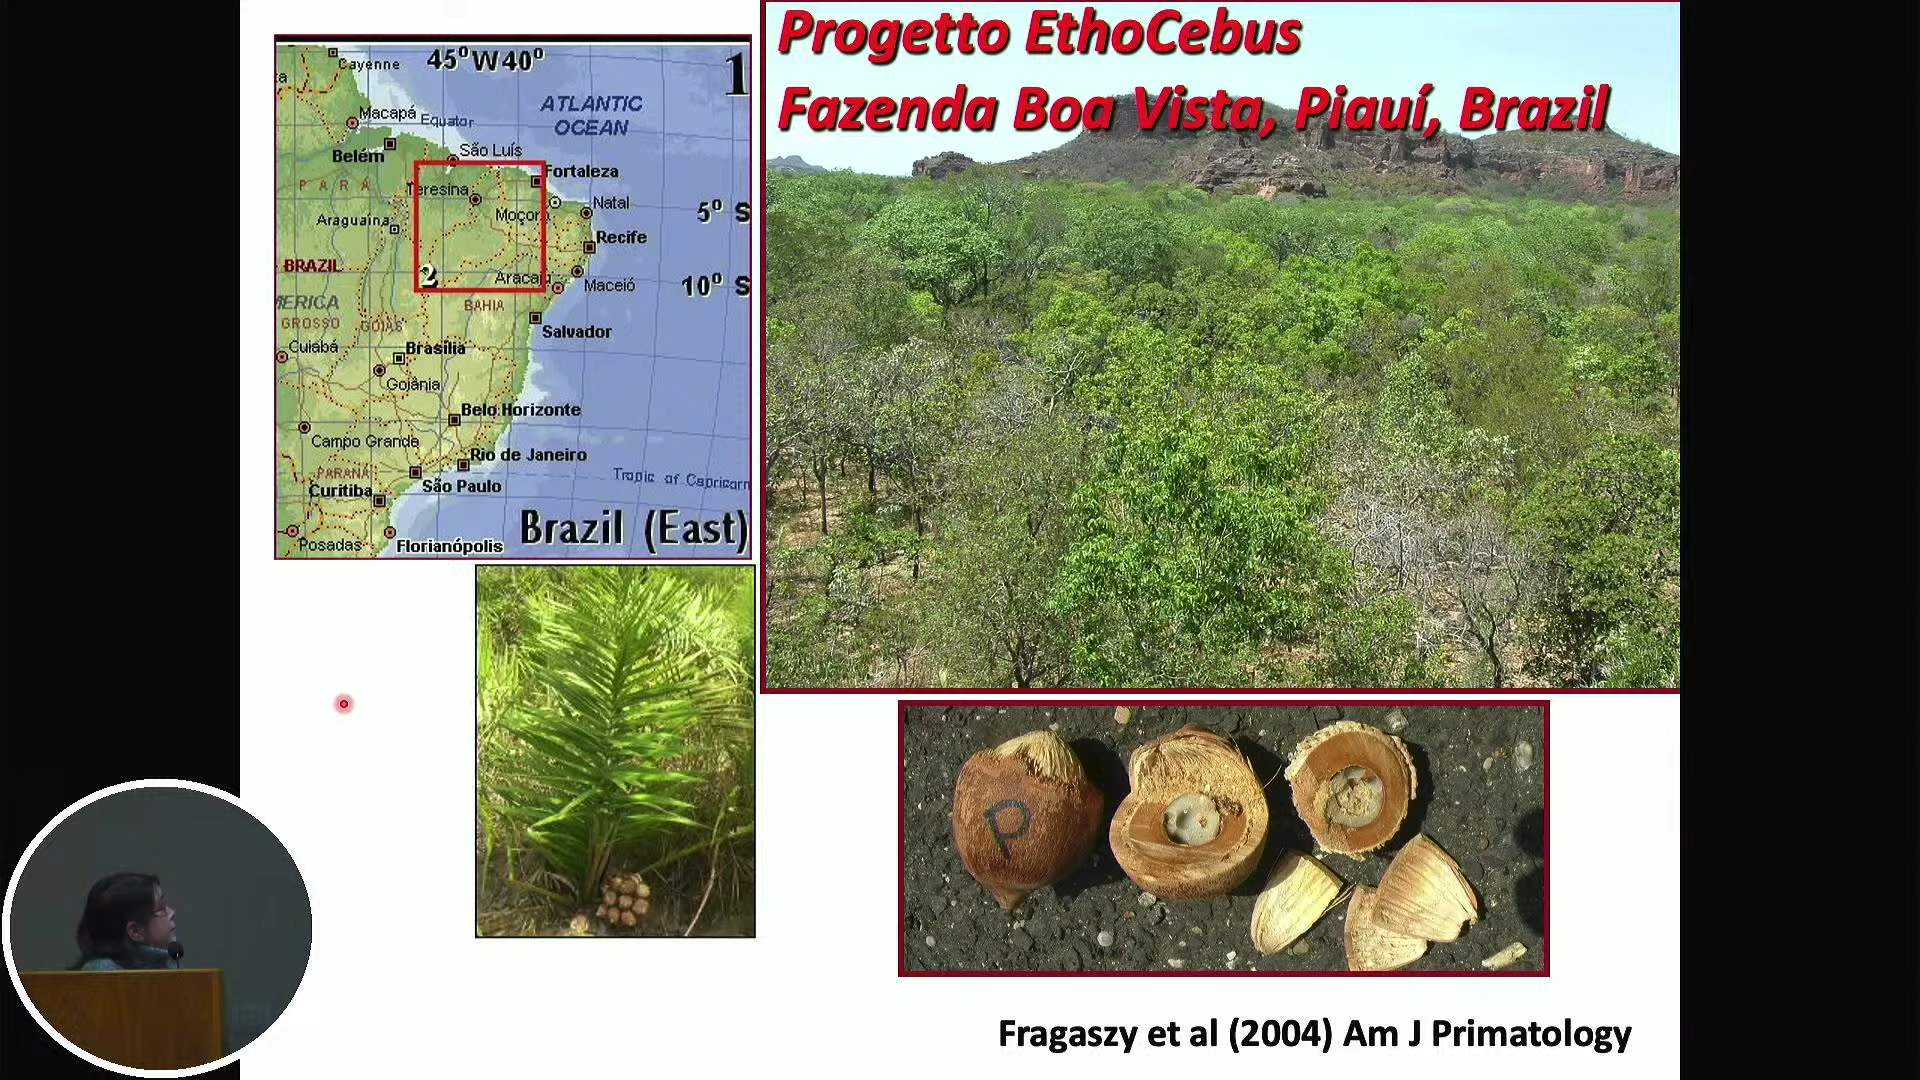 Progetto EthoCebus
Fazenda Boa Vista, Piauí, Brazil
45° W 40°
1
Cayenne
ATLANTIC
OCEAN
Macapá
Equator
Belém
São Luís
Fortaleza
PARÁ
Teresina
Natal
5° S
Araguaína
Moçor
Recife
BRAZIL
2
Aracaju
Maceió
10° S
MERICA
BAHIA
GROSSO
GOIÁS
Salvador
Cuiabá
Brasília
Goiânia
Belo Horizonte
Campo Grande
Rio de Janeiro
PARANÁ
Tropic of Capricorn
São Paulo
Curitiba
Brazil (East)
Posadas
Florianópolis
P
Fragaszy et al (2004) Am J Primatology